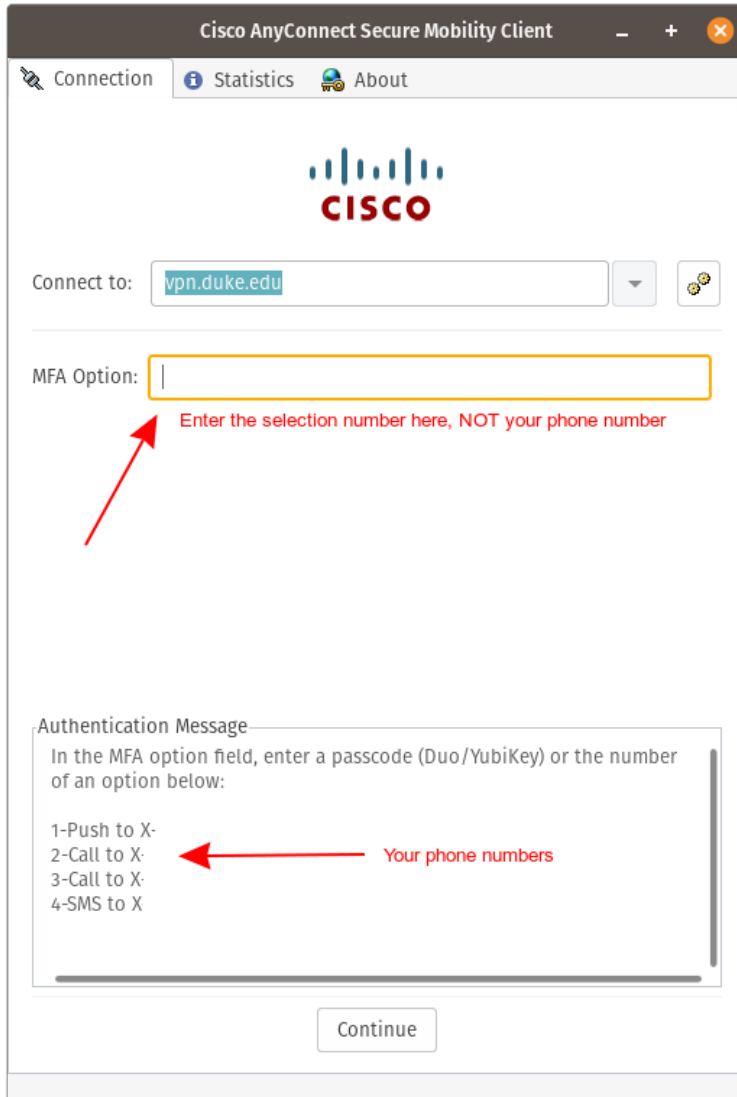 Cisco AnyConnect Secure Mobility Client
Connection Statistics About
CISCO
Connect to: vpn.duke.edu
MFA Option:
Enter the selection number here, NOT your phone number
Authentication Message
In the MFA option field, enter a passcode (Duo/YubiKey) or the number
of an option below:
1-Push to X-
2-Call to X
Your phone numbers
3-Call to X
4-SMS to X
Continue